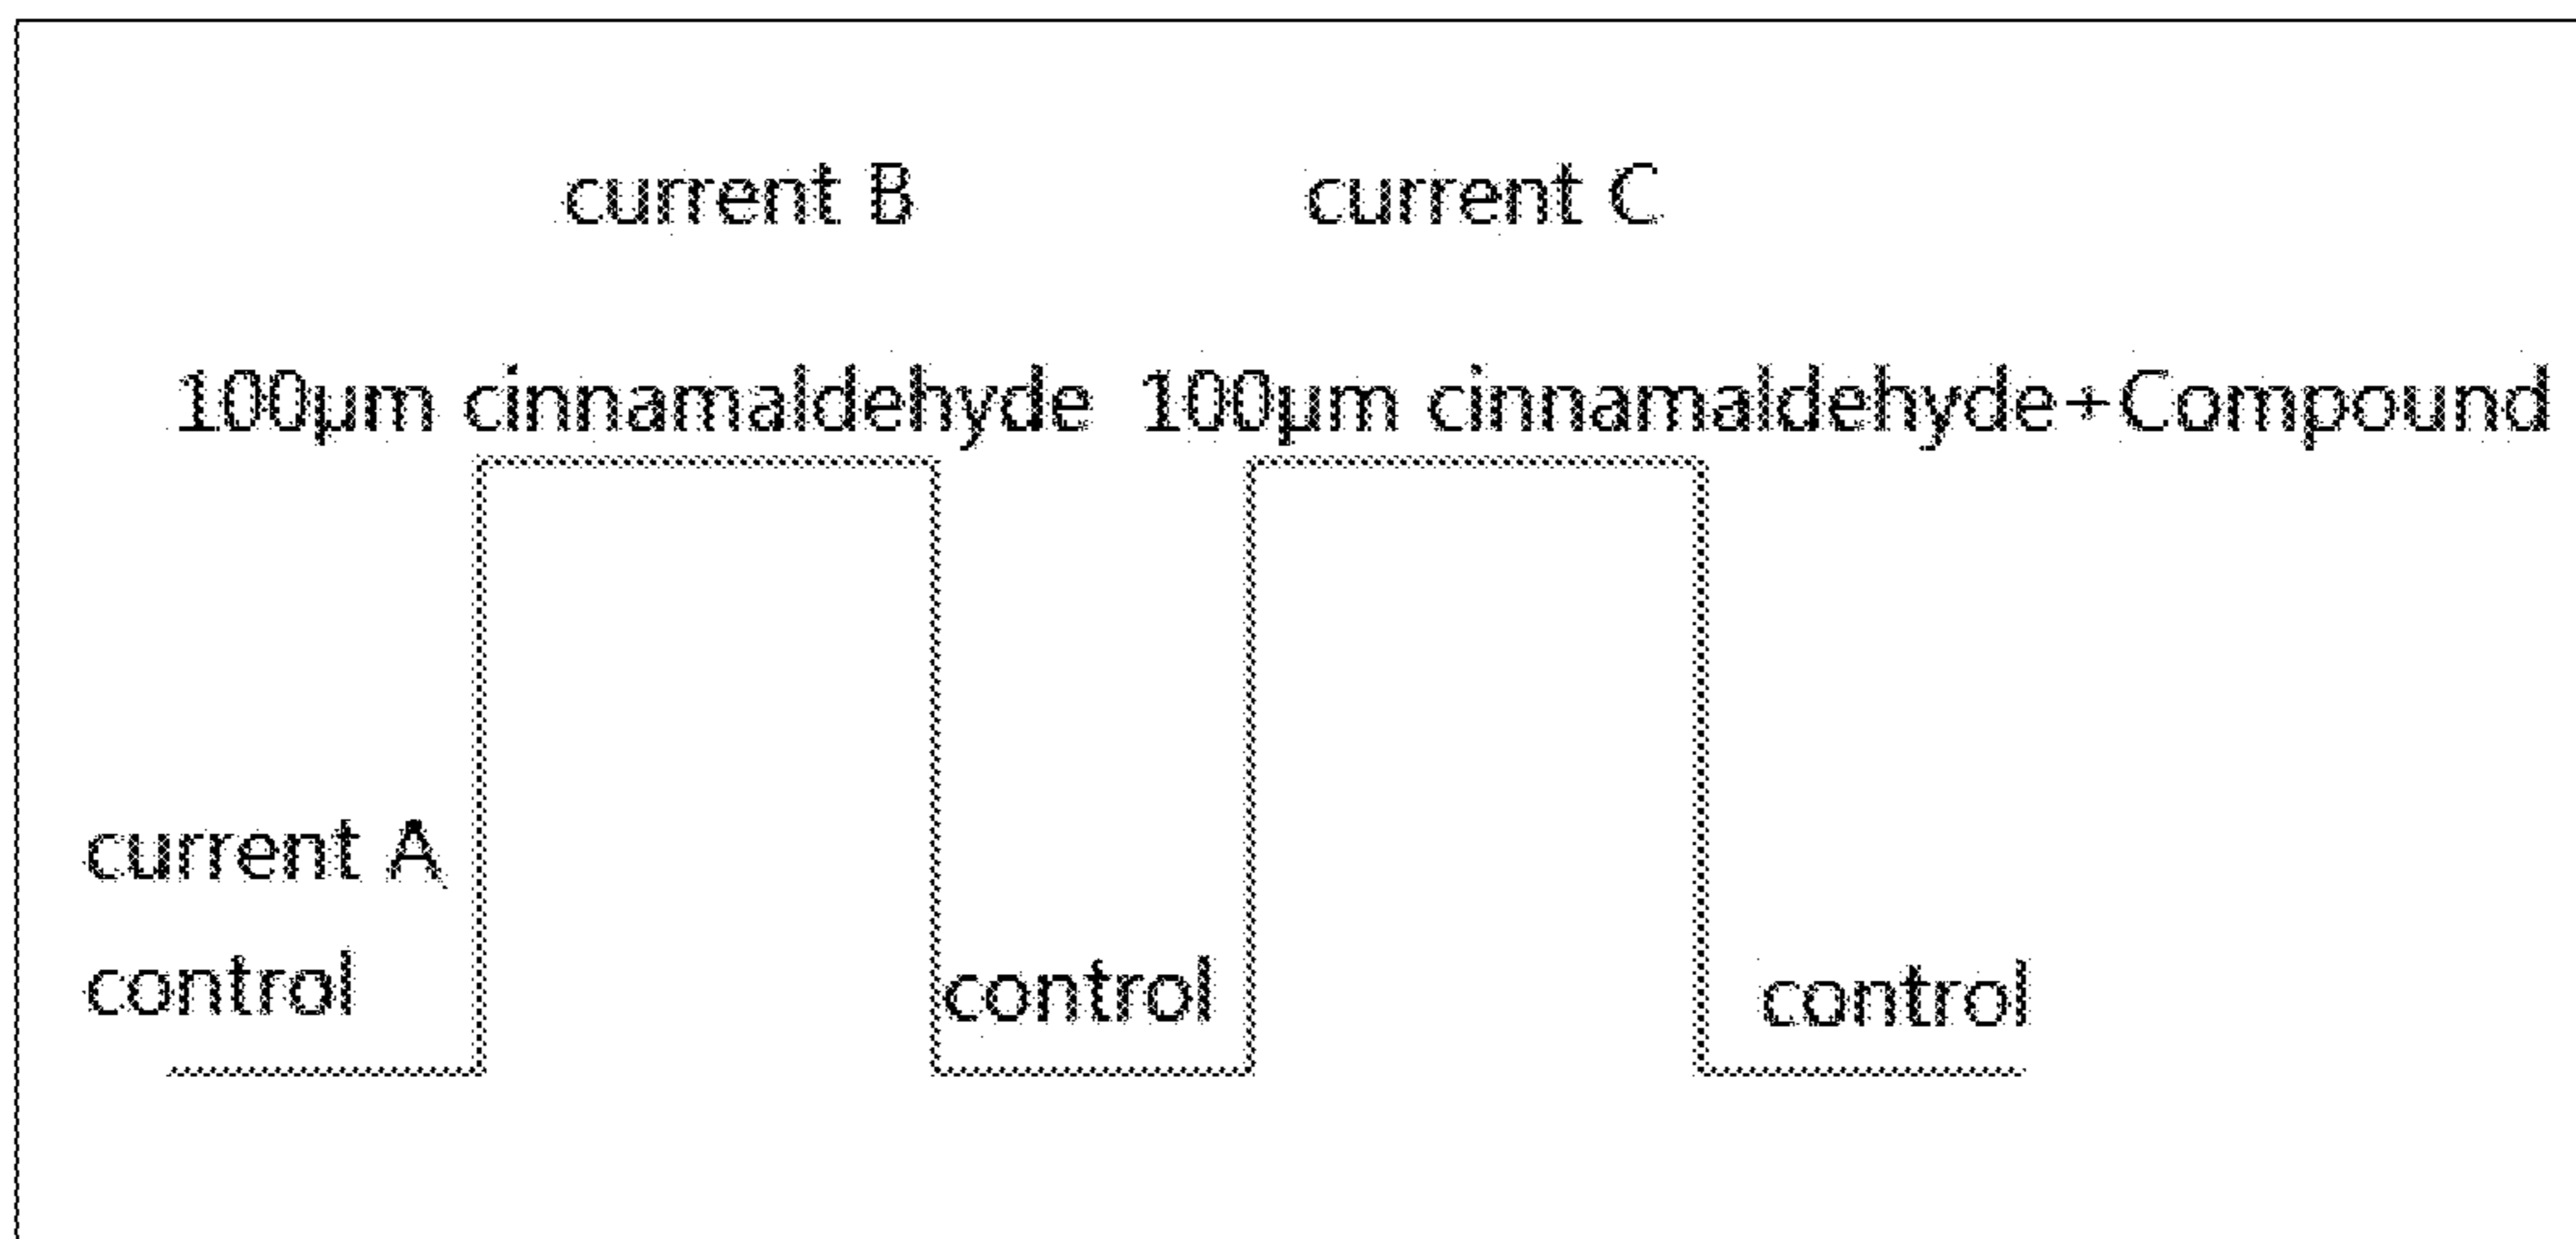 current B current C
100μm cinnamaldehyde 100μm cinnamaldehyde+Compound
current A
control control control